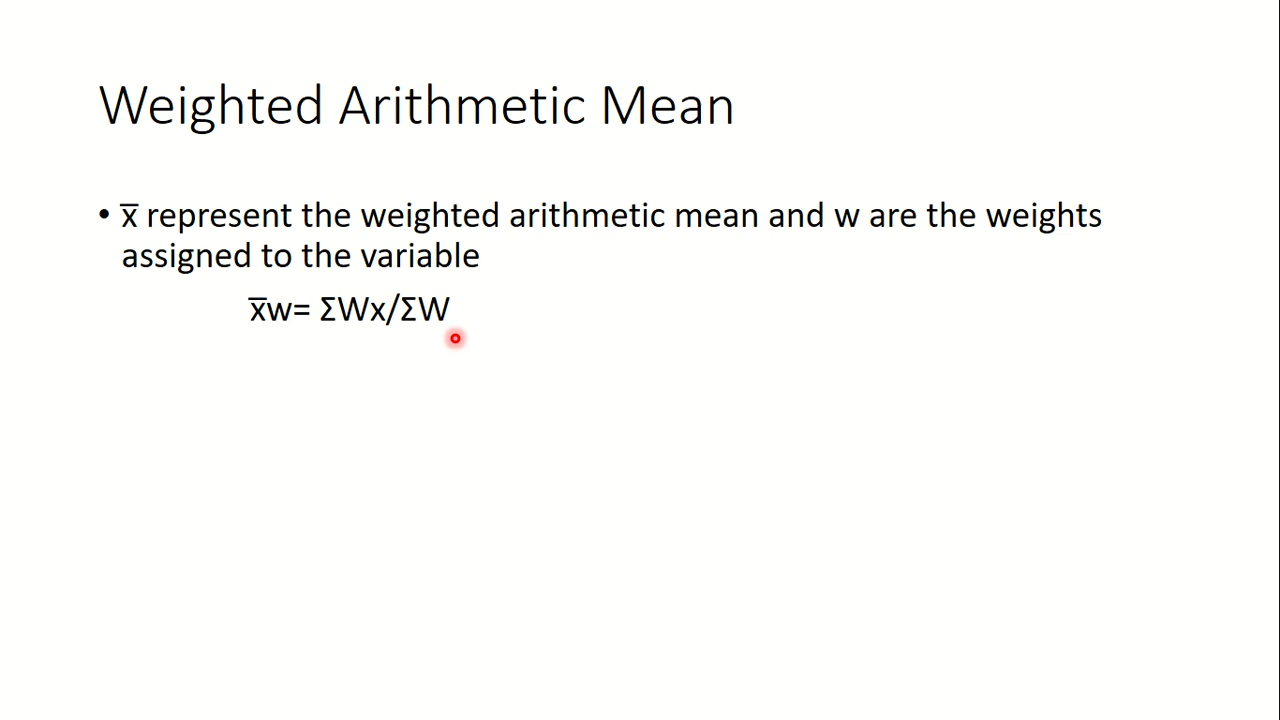 Weighted Arithmetic Mean
• x̅ represent the weighted arithmetic mean and w are the weights
assigned to the variable
x̅w= ΣWx/ΣW